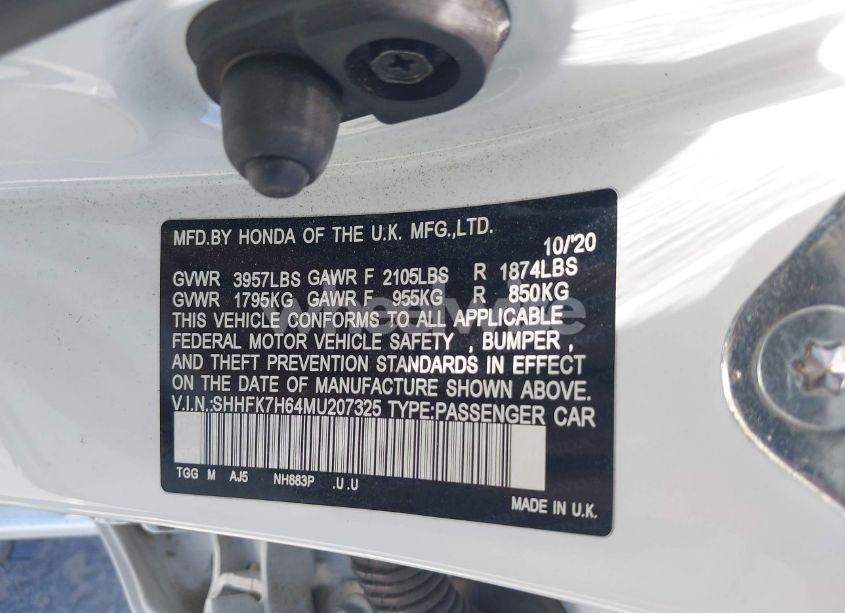 MFD.BY HONDA OF THE U.K. MFG.,LTD.
10/'20
GVWR 3957LBS GAWR F 2105LBS R 1874LBS
GVWR 1795KG GAWR F 955KG R 850KG
THIS VEHICLE CONFORMS TO ALL APPLICABLE
FEDERAL MOTOR VEHICLE SAFETY , BUMPER ,
AND THEFT PREVENTION STANDARDS IN EFFECT
ON THE DATE OF MANUFACTURE SHOWN ABOVE.
V.I.N.:SHHFK7H64MU207325 TYPE:PASSENGER CAR
TGG M AJ5 NH883P .U.U
MADE IN U.K.